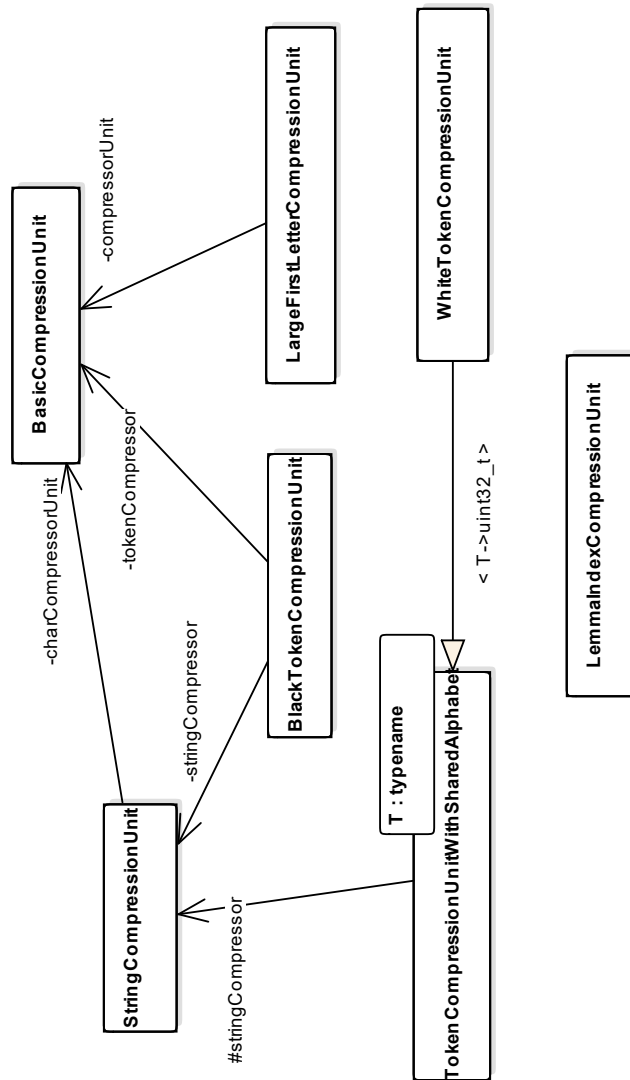 BasicCompressionUnit
-compressorUnit
-tokenCompressor
-charCompressorUnit
StringCompressionUnit
-stringCompressor
#stringCompressor
LargeFirstLetterCompressionUnit
BlackTokenCompressionUnit
WhiteTokenCompressionUnit
< T->uint32_t >
T : typename
TokenCompressionUnitWithSharedAlphabet
LemmaIndexCompressionUnit